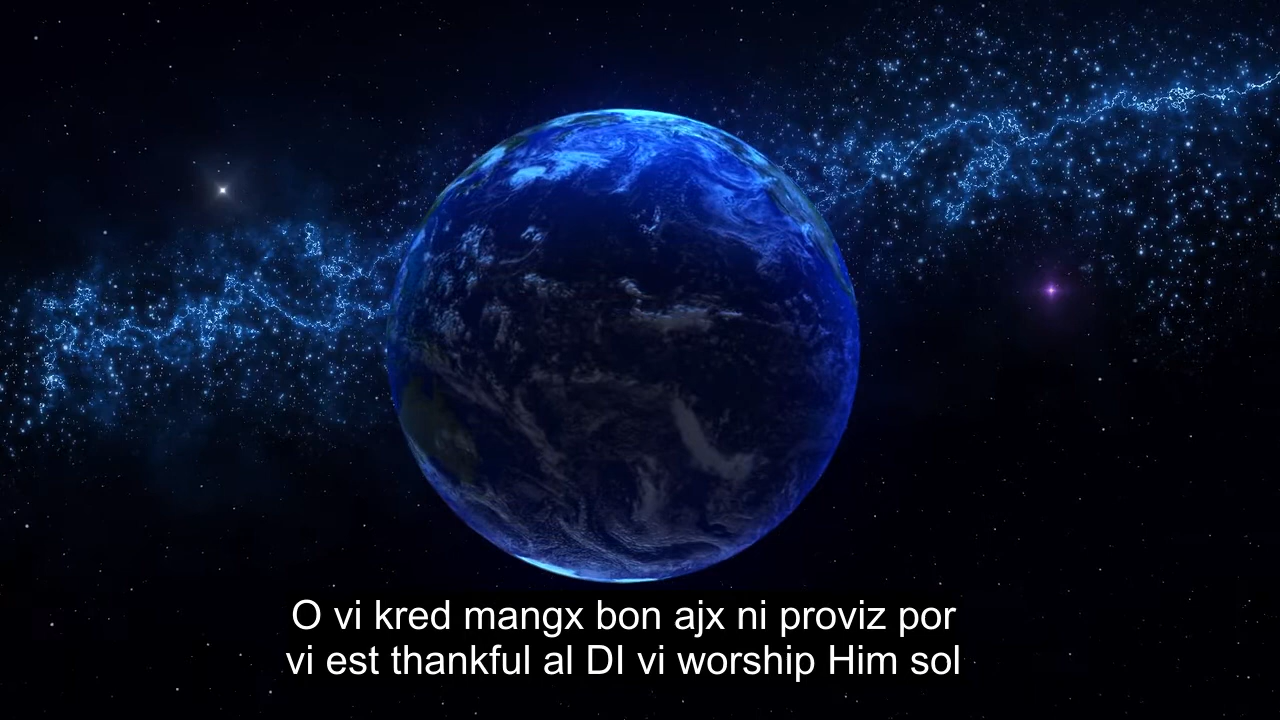 O vi kred mangx bon ajx ni proviz por
vi est thankful al DI vi worship Him sol